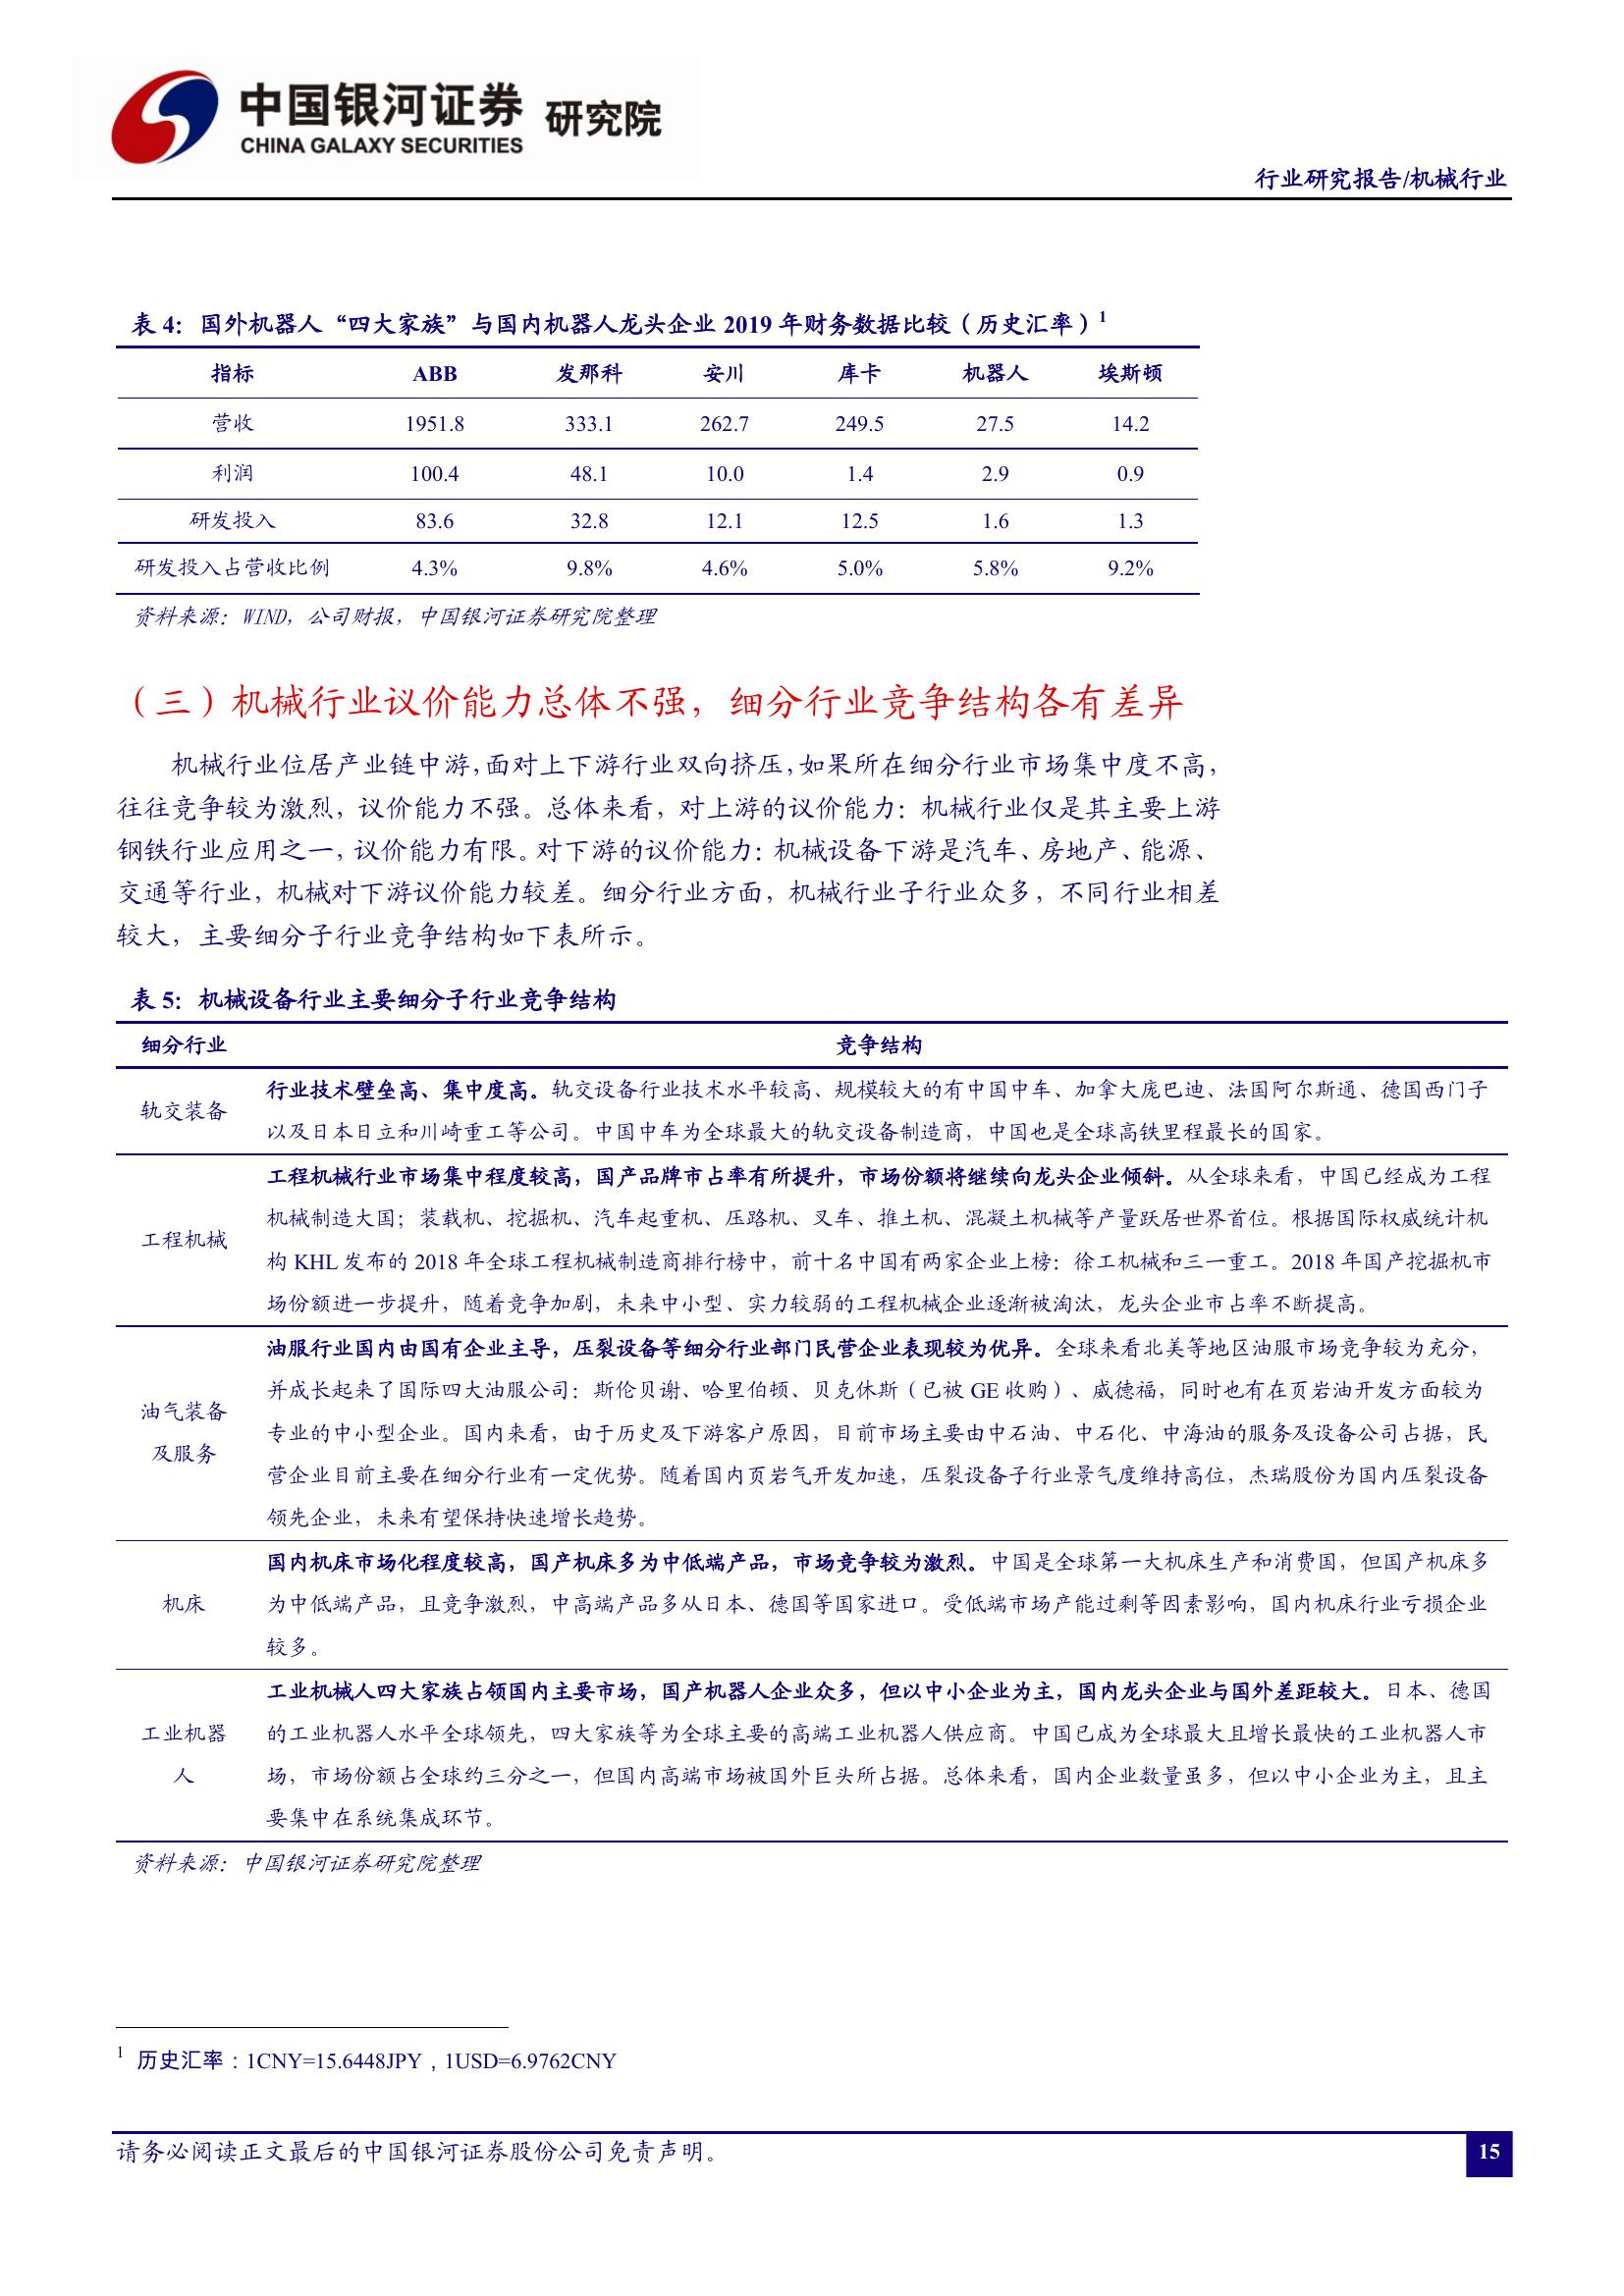 中国银河证券 研究院
CHINA GALAXY SECURITIES
行业研究报告/机械行业
表 4：国外机器人“四大家族”与国内机器人龙头企业 2019 年财务数据比较（历史汇率）1
指标 ABB 发那科 安川 库卡 机器人 埃斯顿
营收 1951.8 333.1 262.7 249.5 27.5 14.2
利润 100.4 48.1 10.0 1.4 2.9 0.9
研发投入 83.6 32.8 12.1 12.5 1.6 1.3
研发投入占营收比例 4.3% 9.8% 4.6% 5.0% 5.8% 9.2%
资料来源：WIND，公司财报，中国银河证券研究院整理
（三）机械行业议价能力总体不强，细分行业竞争结构各有差异
机械行业位居产业链中游，面对上下游行业双向挤压，如果所在细分行业市场集中度不高，
往往竞争较为激烈，议价能力不强。总体来看，对上游的议价能力：机械行业仅是其主要上游
钢铁行业应用之一，议价能力有限。对下游的议价能力：机械设备下游是汽车、房地产、能源、
交通等行业，机械对下游议价能力较差。细分行业方面，机械行业子行业众多，不同行业相差
较大，主要细分子行业竞争结构如下表所示。
表 5：机械设备行业主要细分子行业竞争结构
细分行业 竞争结构
轨交装备
行业技术壁垒高、集中度高。轨交设备行业技术水平较高、规模较大的有中国中车、加拿大庞巴迪、法国阿尔斯通、德国西门子
以及日本日立和川崎重工等公司。中国中车为全球最大的轨交设备制造商，中国也是全球高铁里程最长的国家。
工程机械
工程机械行业市场集中程度较高，国产品牌市占率有所提升，市场份额将继续向龙头企业倾斜。从全球来看，中国已经成为工程
机械制造大国；装载机、挖掘机、汽车起重机、压路机、叉车、推土机、混凝土机械等产量跃居世界首位。根据国际权威统计机
构 KHL 发布的 2018 年全球工程机械制造商排行榜中，前十名中国有两家企业上榜：徐工机械和三一重工。2018 年国产挖掘机市
场份额进一步提升，随着竞争加剧，未来中小型、实力较弱的工程机械企业逐渐被淘汰，龙头企业市占率不断提高。
油气装备
及服务
油服行业国内由国有企业主导，压裂设备等细分行业部门民营企业表现较为优异。全球来看北美等地区油服市场竞争较为充分，
并成长起来了国际四大油服公司：斯伦贝谢、哈里伯顿、贝克休斯（已被 GE 收购）、威德福，同时也有在页岩油开发方面较为
专业的中小型企业。国内来看，由于历史及下游客户原因，目前市场主要由中石油、中石化、中海油的服务及设备公司占据，民
营企业目前主要在细分行业有一定优势。随着国内页岩气开发加速，压裂设备子行业景气度维持高位，杰瑞股份为国内压裂设备
领先企业，未来有望保持快速增长趋势。
机床
国内机床市场化程度较高，国产机床多为中低端产品，市场竞争较为激烈。中国是全球第一大机床生产和消费国，但国产机床多
为中低端产品，且竞争激烈，中高端产品多从日本、德国等国家进口。受低端市场产能过剩等因素影响，国内机床行业亏损企业
较多。
工业机器
人
工业机械人四大家族占领国内主要市场，国产机器人企业众多，但以中小企业为主，国内龙头企业与国外差距较大。日本、德国
的工业机器人水平全球领先，四大家族等为全球主要的高端工业机器人供应商。中国已成为全球最大且增长最快的工业机器人市
场，市场份额占全球约三分之一，但国内高端市场被国外巨头所占据。总体来看，国内企业数量虽多，但以中小企业为主，且主
要集中在系统集成环节。
资料来源：中国银河证券研究院整理
1 历史汇率：1CNY=15.6448JPY，1USD=6.9762CNY
请务必阅读正文最后的中国银河证券股份公司免责声明。
15